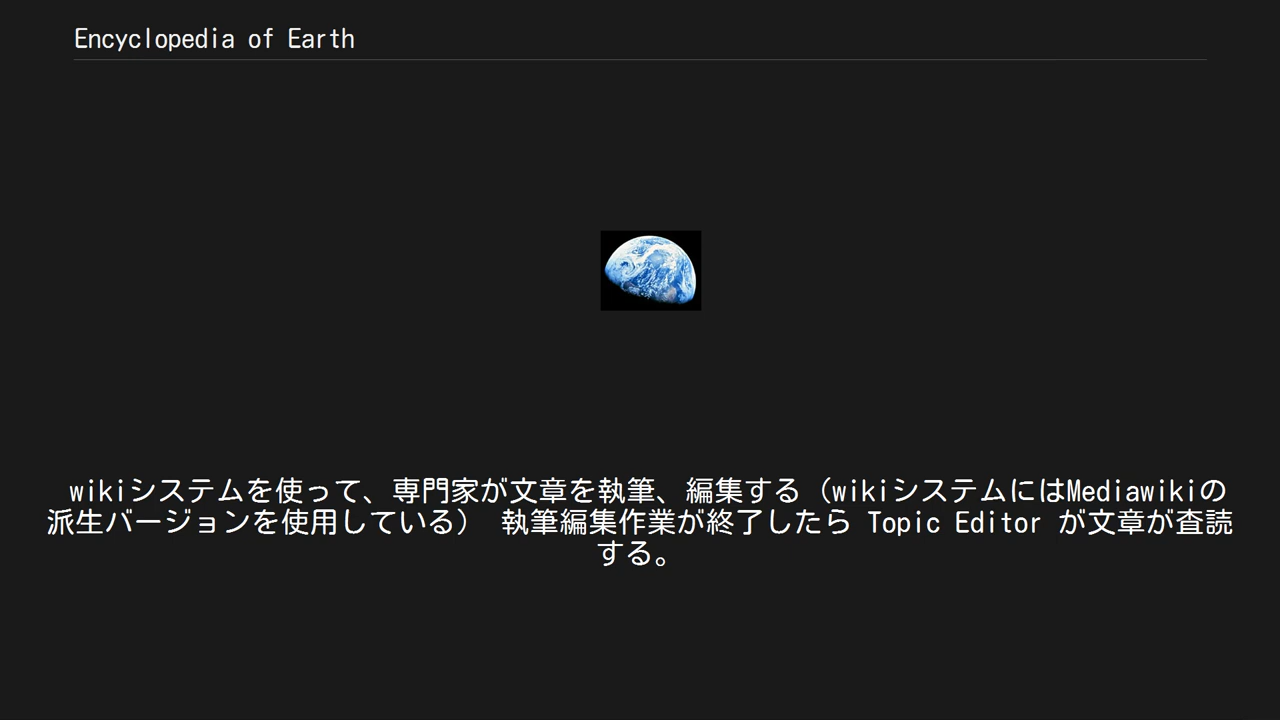 Encyclopedia of Earth
wikiシステムを使って、専門家が文章を執筆、編集する（wikiシステムにはMediawikiの
派生バージョンを使用している） 執筆編集作業が終了したら Topic Editor が文章が査読
する。